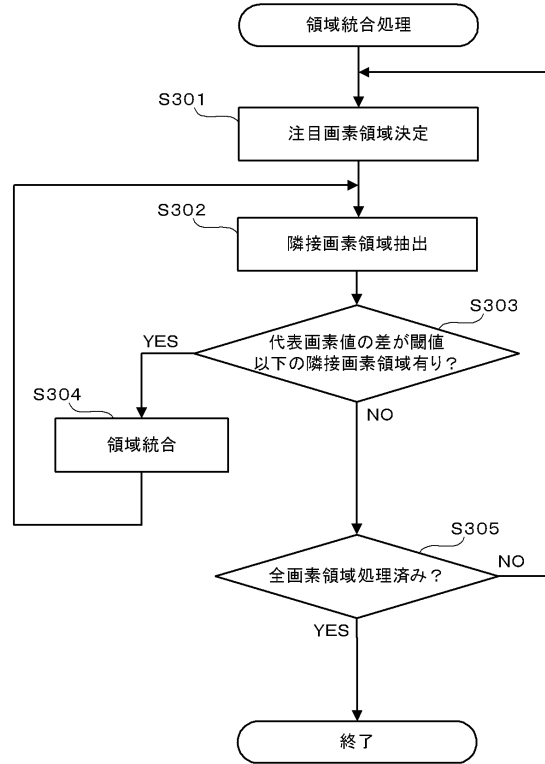 領域統合処理
S301
注目画素領域決定
S302
隣接画素領域抽出
S303
代表画素値の差が閾値
以下の隣接画素領域有り？
YES
NO
S304
領域統合
S305
全画素領域処理済み？
NO
YES
終了